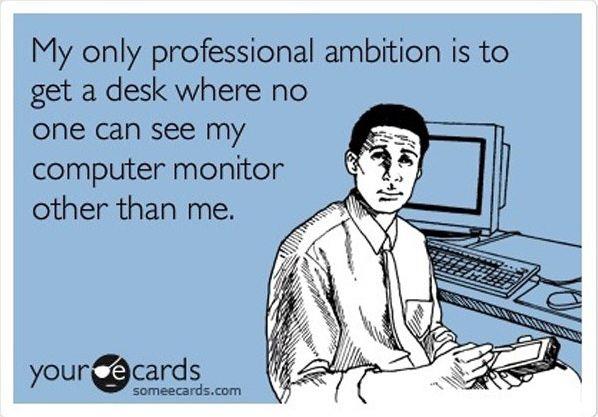 My only professional ambition is to
get a desk where no
one can see my
computer monitor
other than me.
your e cards
someecards.com